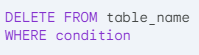 DELETE FROM table_name
WHERE condition